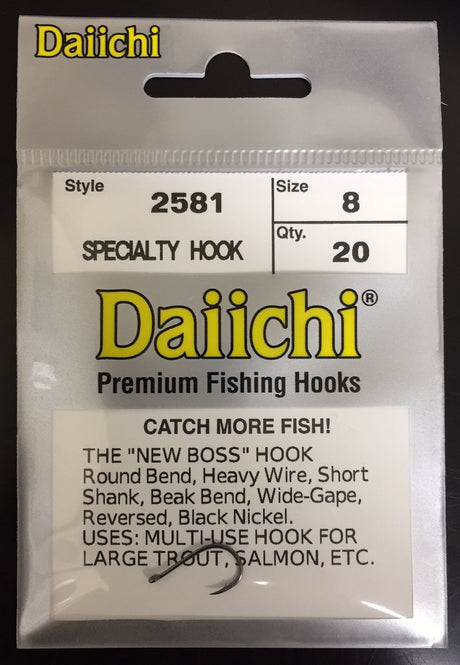 Daiichi
Style
2581
SPECIALTY HOOK
Size
8
Qty.
20
Daiichi®
Premium Fishing Hooks
CATCH MORE FISH!
THE "NEW BOSS" HOOK
Round Bend, Heavy Wire, Short
Shank, Beak Bend, Wide-Gape,
Reversed, Black Nickel.
USES: MULTI-USE HOOK FOR
LARGE TROUT, SALMON, ETC.